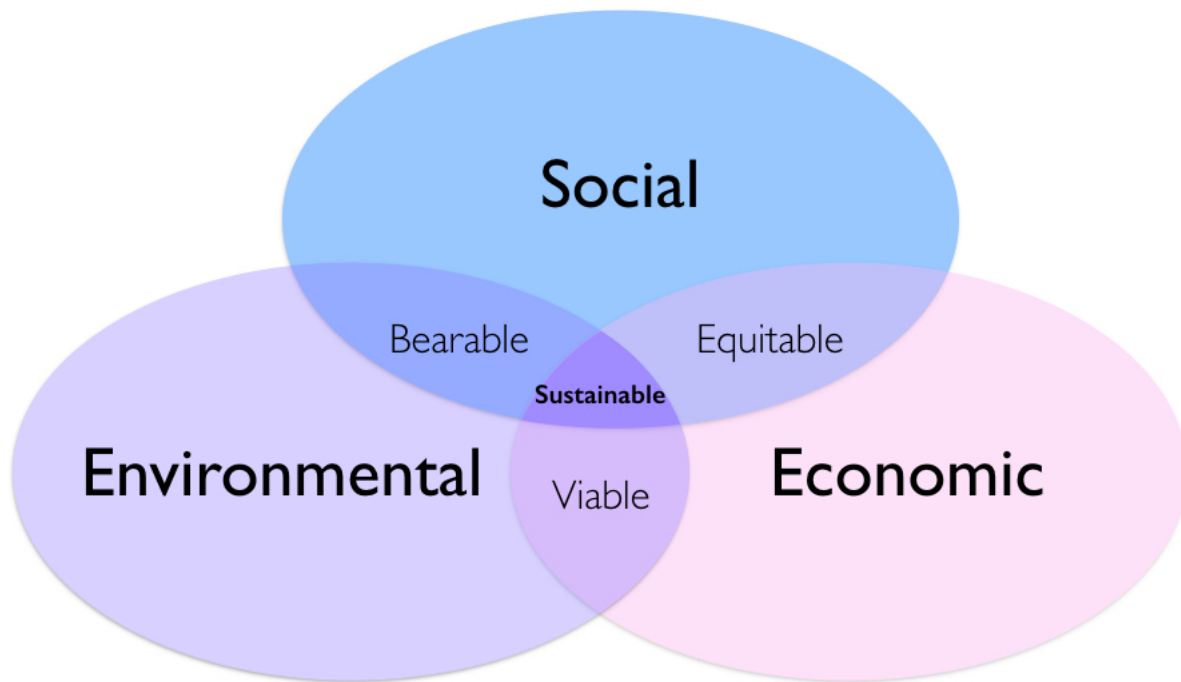 Social
Bearable
Equitable
Sustainable
Environmental
Economic
Viable